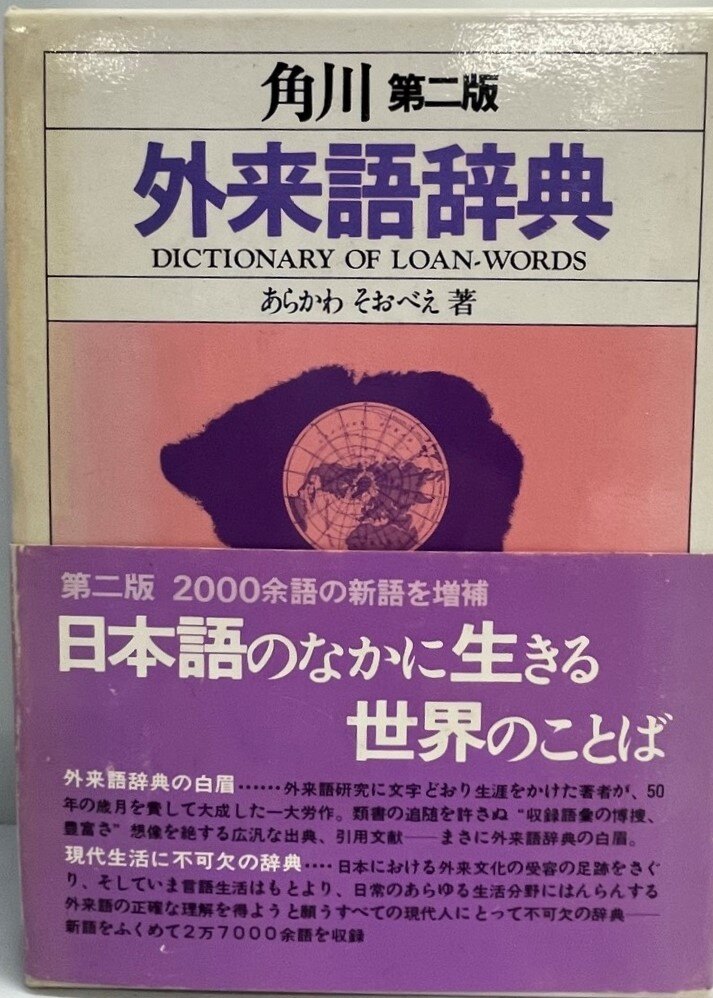 角川 第二版
外来語辞典
DICTIONARY OF LOAN-WORDS
あらかわ そおべえ 著
第二版 2000余語の新語を増補
日本語のなかに生きる
世界のことば
外来語辞典の白眉……外来語研究に文字どおり生涯をかけた著者が、50
年の歳月を費して大成した一大労作。類書の追随を許さぬ“収録語彙の博捜、
豊富さ”想像を絶する広汎な出典、引用文献──まさに外来語辞典の白眉。
現代生活に不可欠の辞典‥‥日本における外来文化の受容の足跡をさぐ
り、そしていま言語生活はもとより、日常のあらゆる生活分野にはんらんする
外来語の正確な理解を得ようと願うすべての現代人にとって不可欠の辞典──
新語をふくめて2万7000余語を収録